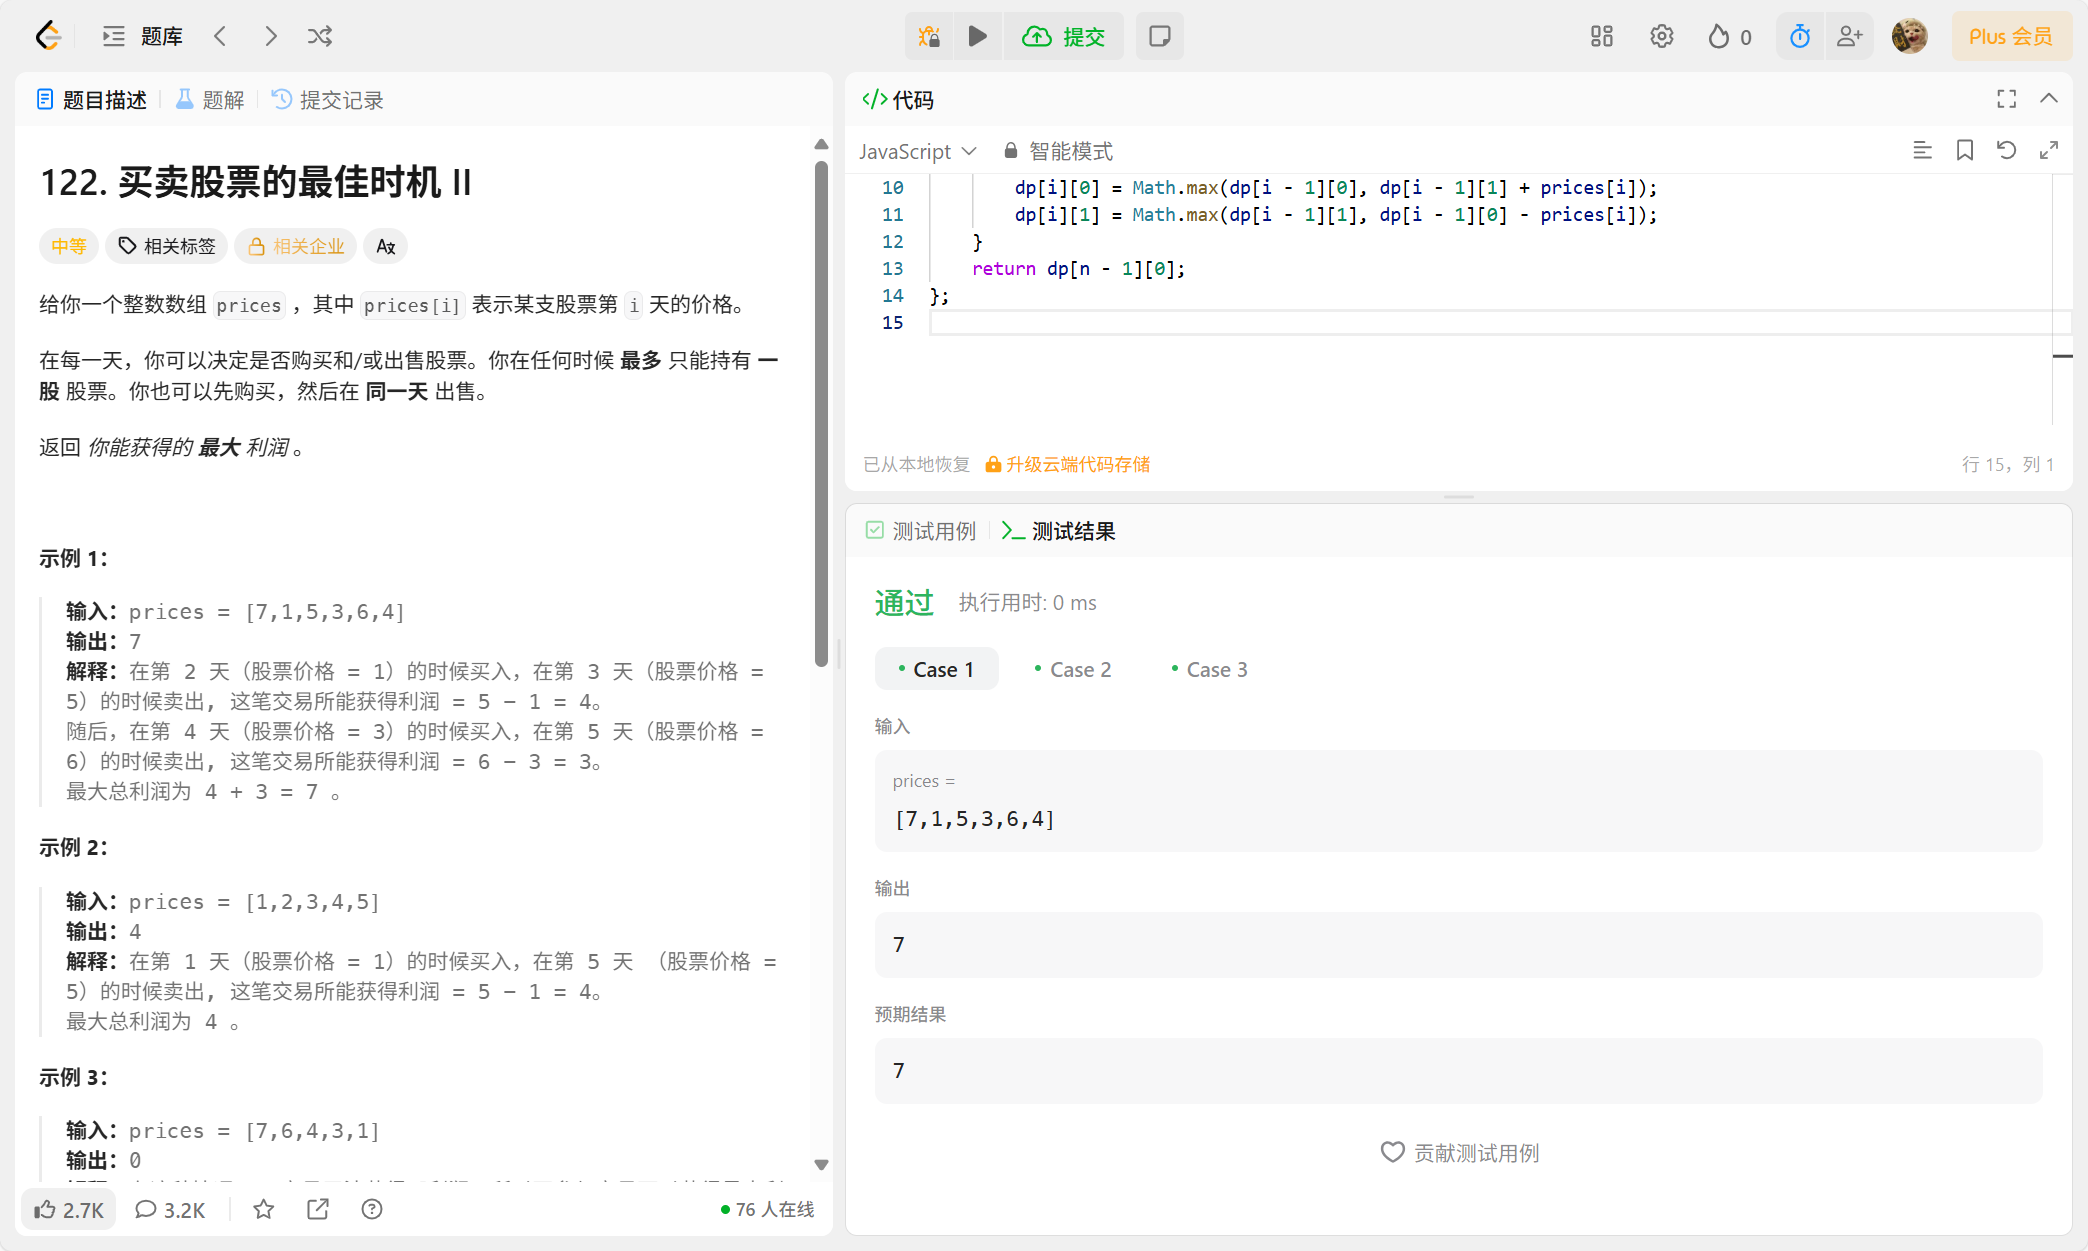 题库
提交
0
Plus 会员
题目描述
题解
提交记录
122. 买卖股票的最佳时机 II
中等
相关标签
相关企业
给你一个整数数组 prices ，其中 prices[i] 表示某支股票第 i 天的价格。
在每一天，你可以决定是否购买和/或出售股票。你在任何时候 最多 只能持有 一
股 股票。你也可以先购买，然后在 同一天 出售。
返回 你能获得的 最大 利润 。
示例 1：
输入：prices = [7,1,5,3,6,4]
输出：7
解释：在第 2 天（股票价格 = 1）的时候买入，在第 3 天（股票价格 =
5）的时候卖出, 这笔交易所能获得利润 = 5 - 1 = 4。
随后，在第 4 天（股票价格 = 3）的时候买入，在第 5 天（股票价格 =
6）的时候卖出, 这笔交易所能获得利润 = 6 - 3 = 3。
最大总利润为 4 + 3 = 7 。
示例 2：
输入：prices = [1,2,3,4,5]
输出：4
解释：在第 1 天（股票价格 = 1）的时候买入，在第 5 天 （股票价格 =
5）的时候卖出, 这笔交易所能获得利润 = 5 - 1 = 4。
最大总利润为 4 。
示例 3：
输入：prices = [7,6,4,3,1]
输出：0
2.7K
3.2K
76 人在线
代码
JavaScript
智能模式
10 dp[i][0] = Math.max(dp[i - 1][0], dp[i - 1][1] + prices[i]);
11 dp[i][1] = Math.max(dp[i - 1][1], dp[i - 1][0] - prices[i]);
12 }
13 return dp[n - 1][0];
14 };
15
已从本地恢复
升级云端代码存储
行 15，列 1
测试用例
测试结果
通过
执行用时: 0 ms
Case 1
Case 2
Case 3
输入
prices =
[7,1,5,3,6,4]
输出
7
预期结果
7
贡献测试用例